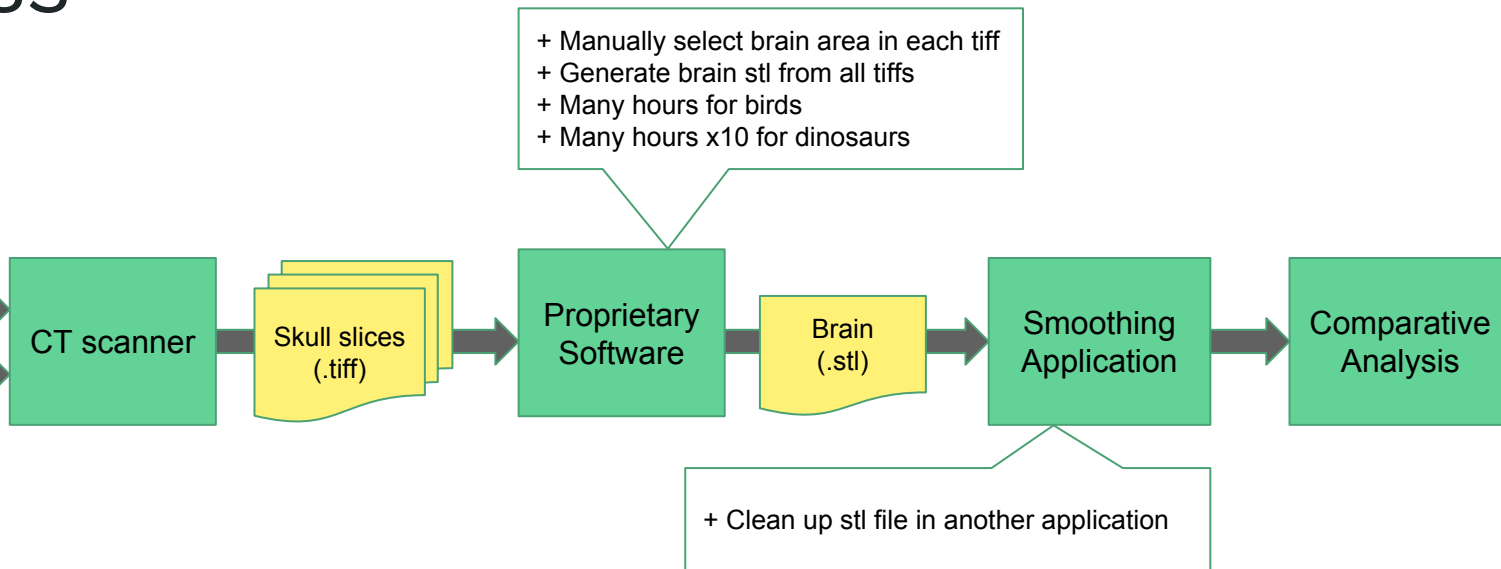 + Manually select brain area in each tiff
+ Generate brain stl from all tiffs
+ Many hours for birds
+ Many hours x10 for dinosaurs
CT scanner
Skull slices
(.tiff)
Proprietary
Software
Brain
(.stl)
Smoothing
Application
Comparative
Analysis
+ Clean up stl file in another application